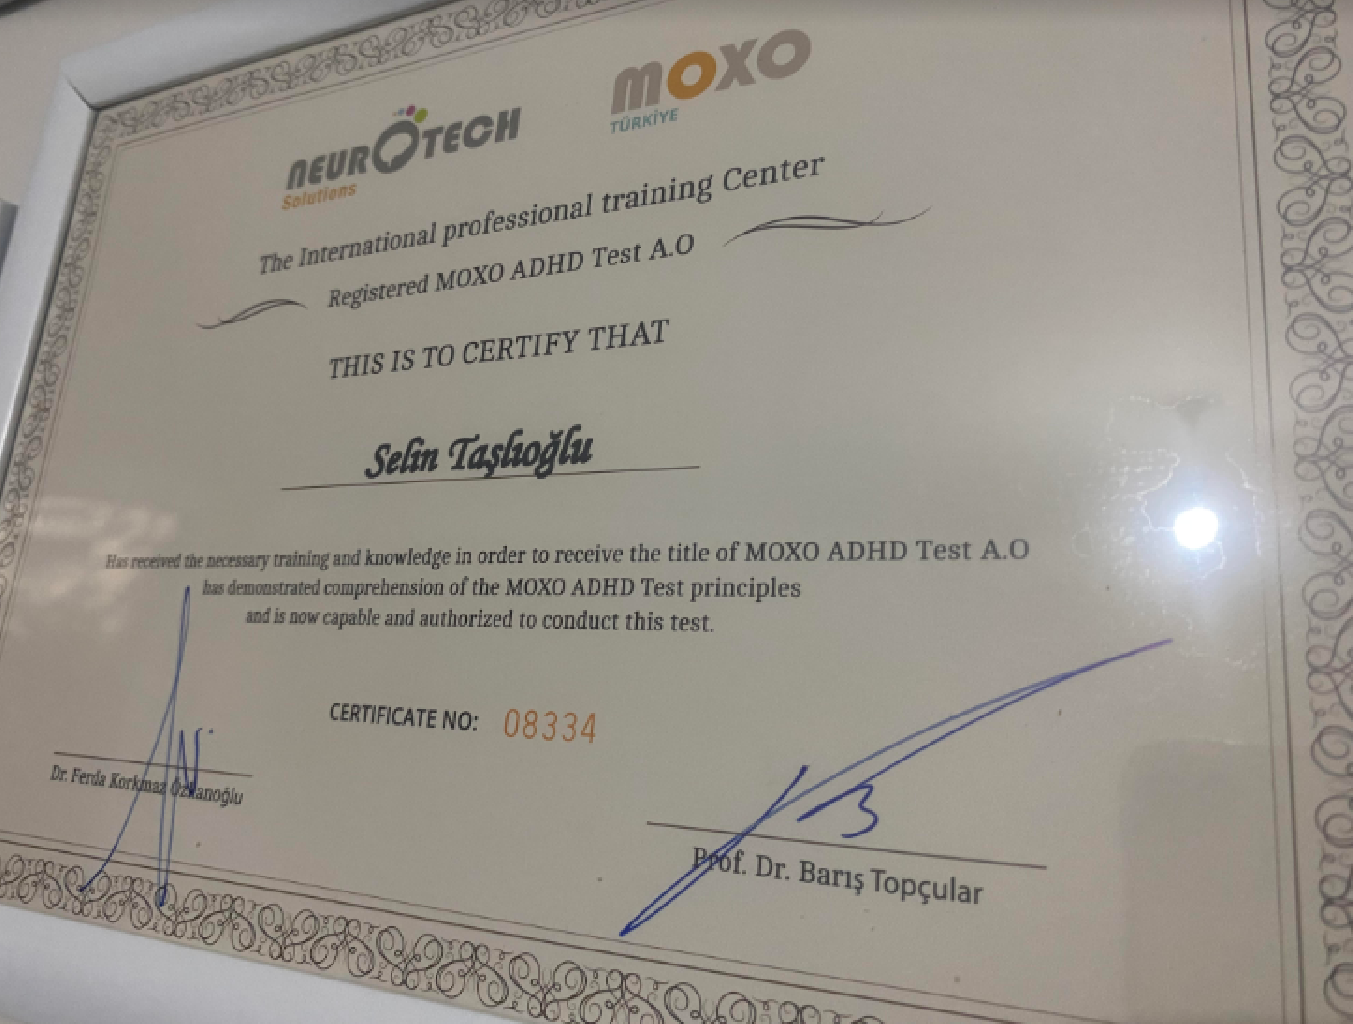 neurOTECH
Solutions
moxo
TÜRKİYE
The International professional training Center
Registered MOXO ADHD Test A.O
THIS IS TO CERTIFY THAT
Selin Taşlıoğlu
Has received the necessary training and knowledge in order to receive the title of MOXO ADHD Test A.O
has demonstrated comprehension of the MOXO ADHD Test principles
and is now capable and authorized to conduct this test.
CERTIFICATE NO: 08334
Dr. Ferda Korkmaz Özkanoğlu
Prof. Dr. Barış Topçular